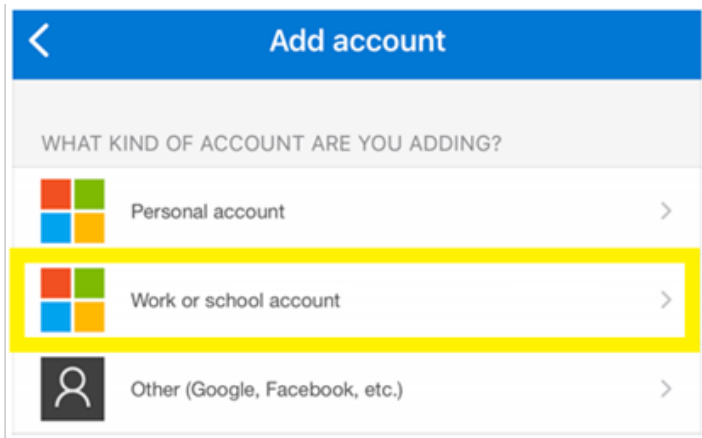 Add account
WHAT KIND OF ACCOUNT ARE YOU ADDING?
Personal account
Work or school account
Other (Google, Facebook, etc.)